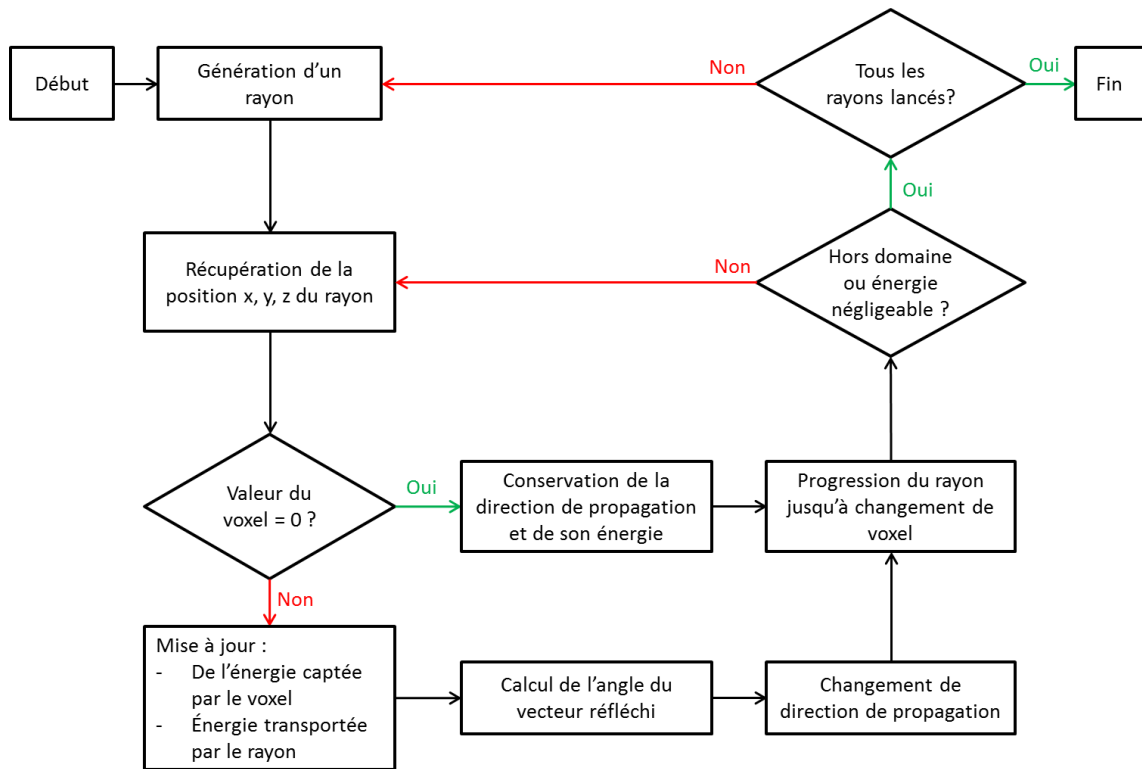 Début
Génération d’un
rayon
Non
Tous les
rayons lancés?
Oui
Fin
Oui
Récupération de la
position x, y, z du rayon
Non
Hors domaine
ou énergie
négligeable ?
Valeur du
voxel = 0 ?
Oui
Conservation de la
direction de propagation
et de son énergie
Progression du rayon
jusqu’à changement de
voxel
Non
Mise à jour :
- De l’énergie captée
par le voxel
- Énergie transportée
par le rayon
Calcul de l’angle du
vecteur réfléchi
Changement de
direction de propagation